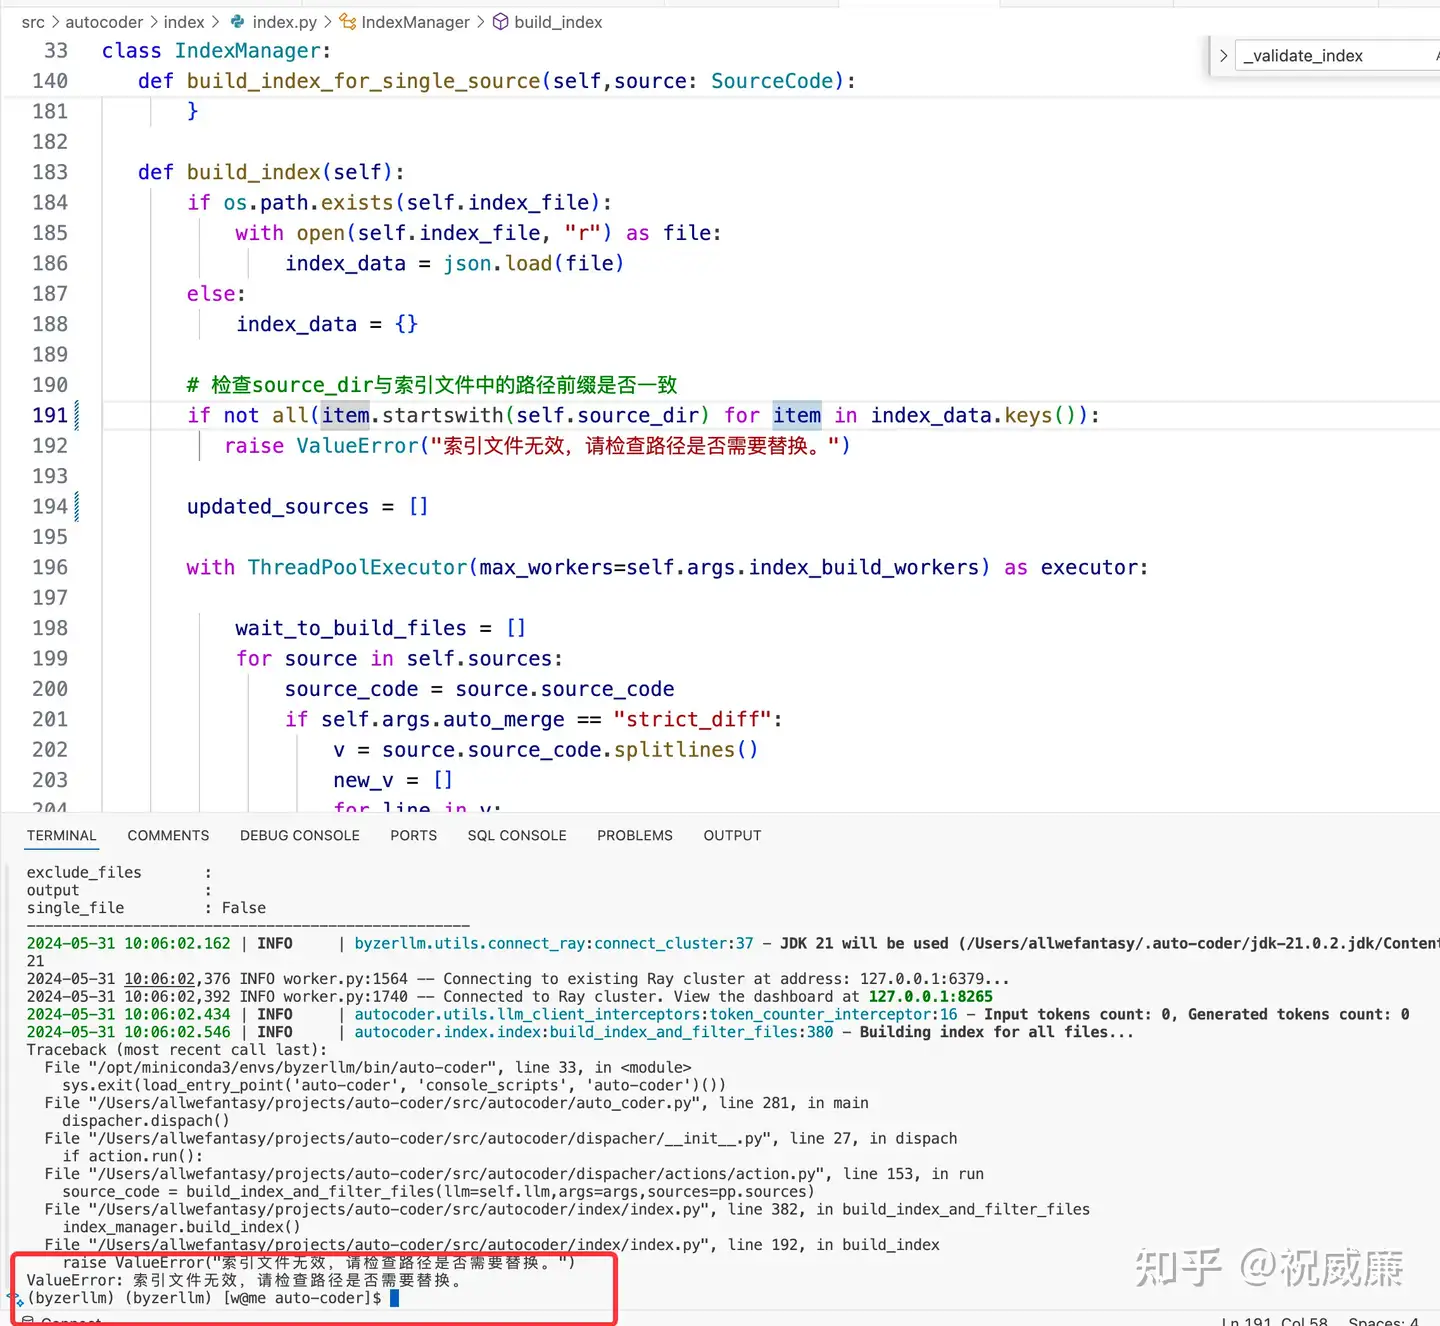 src > autocoder > index > index.py > IndexManager > build_index
_validate_index
33 class IndexManager:
140 def build_index_for_single_source(self,source: SourceCode):
181 }
182
183 def build_index(self):
184 if os.path.exists(self.index_file):
185 with open(self.index_file, "r") as file:
186 index_data = json.load(file)
187 else:
188 index_data = {}
189
190 # 检查source_dir与索引文件中的路径前缀是否一致
191 if not all(item.startswith(self.source_dir) for item in index_data.keys()):
192 raise ValueError("索引文件无效，请检查路径是否需要替换。")
193
194 updated_sources = []
195
196 with ThreadPoolExecutor(max_workers=self.args.index_build_workers) as executor:
197
198 wait_to_build_files = []
199 for source in self.sources:
200 source_code = source.source_code
201 if self.args.auto_merge == "strict_diff":
202 v = source.source_code.splitlines()
203 new_v = []
204 for line in v:
TERMINAL COMMENTS DEBUG CONSOLE PORTS SQL CONSOLE PROBLEMS OUTPUT
exclude_files :
output :
single_file : False
--------------------------------------------------
2024-05-31 10:06:02.162 | INFO | byzerllm.utils.connect_ray:connect_cluster:37 - JDK 21 will be used (/Users/allwefantasy/.auto-coder/jdk-21.0.2.jdk/Content
21
2024-05-31 10:06:02,376 INFO worker.py:1564 -- Connecting to existing Ray cluster at address: 127.0.0.1:6379...
2024-05-31 10:06:02,392 INFO worker.py:1740 -- Connected to Ray cluster. View the dashboard at 127.0.0.1:8265
2024-05-31 10:06:02.434 | INFO | autocoder.utils.llm_client_interceptors:token_counter_interceptor:16 - Input tokens count: 0, Generated tokens count: 0
2024-05-31 10:06:02.546 | INFO | autocoder.index.index:build_index_and_filter_files:380 - Building index for all files...
Traceback (most recent call last):
File "/opt/miniconda3/envs/byzerllm/bin/auto-coder", line 33, in <module>
sys.exit(load_entry_point('auto-coder', 'console_scripts', 'auto-coder')())
File "/Users/allwefantasy/projects/auto-coder/src/autocoder/auto_coder.py", line 281, in main
dispacher.dispach()
File "/Users/allwefantasy/projects/auto-coder/src/autocoder/dispacher/__init__.py", line 27, in dispach
if action.run():
File "/Users/allwefantasy/projects/auto-coder/src/autocoder/dispacher/actions/action.py", line 153, in run
source_code = build_index_and_filter_files(llm=self.llm,args=args,sources=pp.sources)
File "/Users/allwefantasy/projects/auto-coder/src/autocoder/index/index.py", line 382, in build_index_and_filter_files
index_manager.build_index()
File "/Users/allwefantasy/projects/auto-coder/src/autocoder/index/index.py", line 192, in build_index
raise ValueError("索引文件无效，请检查路径是否需要替换。")
ValueError: 索引文件无效，请检查路径是否需要替换。
(byzerllm) (byzerllm) [w@me auto-coder]$
知乎 @祝威廉
Connect
Ln 191, Col 58 Spaces: 4